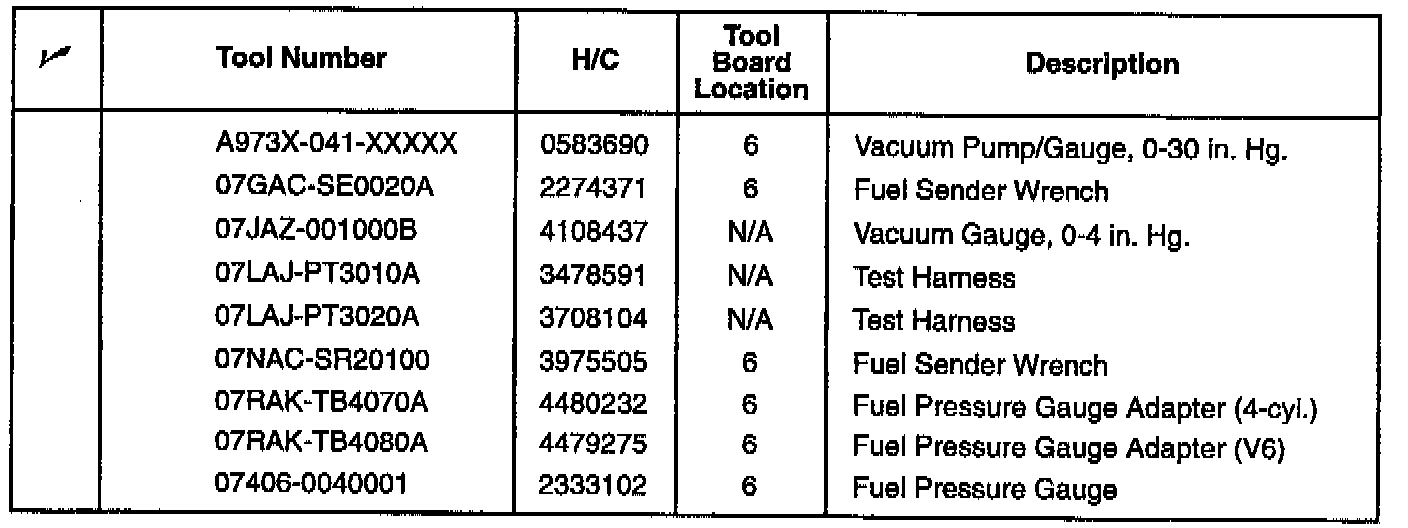 ✓ Tool Number H/C Tool Board Location Description
A973X-041-XXXXX 0583690 6 Vacuum Pump/Gauge, 0-30 in. Hg.
07GAC-SE0020A 2274371 6 Fuel Sender Wrench
07JAZ-001000B 4108437 N/A Vacuum Gauge, 0-4 in. Hg.
07LAJ-PT3010A 3478591 N/A Test Harness
07LAJ-PT3020A 3708104 N/A Test Harness
07NAC-SR20100 3975505 6 Fuel Sender Wrench
07RAK-TB4070A 4480232 6 Fuel Pressure Gauge Adapter (4-cyl.)
07RAK-TB4080A 4479275 6 Fuel Pressure Gauge Adapter (V6)
07406-0040001 2333102 6 Fuel Pressure Gauge